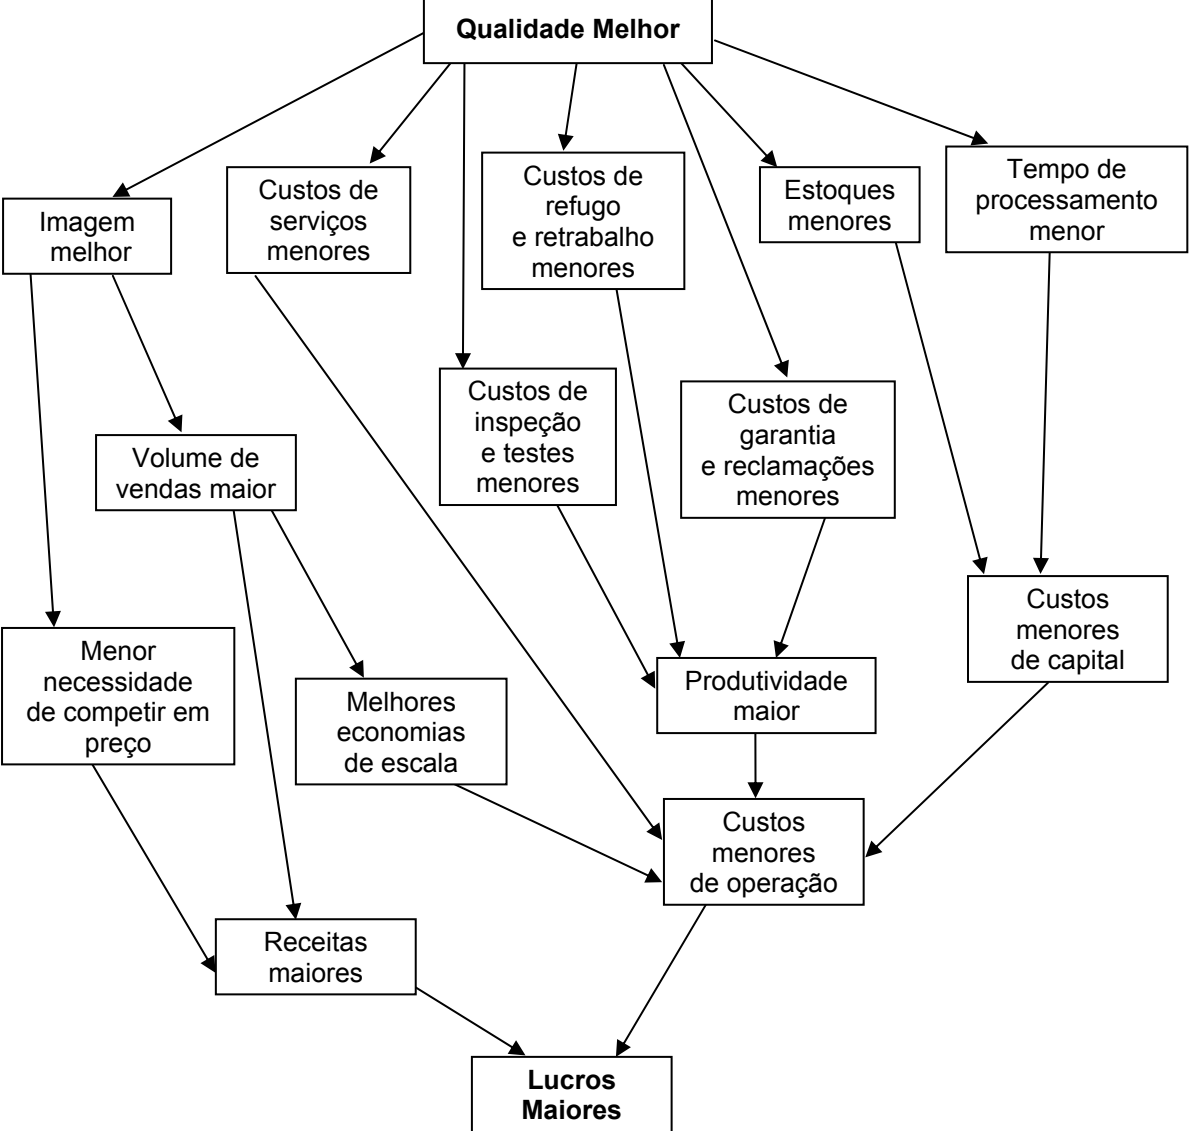 Qualidade Melhor
Imagem
melhor
Custos de
serviços
menores
Custos de
refugo
e retrabalho
menores
Estoques
menores
Tempo de
processamento
menor
Custos de
inspeção
e testes
menores
Custos de
garantia
e reclamações
menores
Volume de
vendas maior
Custos
menores
de capital
Menor
necessidade
de competir em
preço
Melhores
economias
de escala
Produtividade
maior
Custos
menores
de operação
Receitas
maiores
Lucros
Maiores